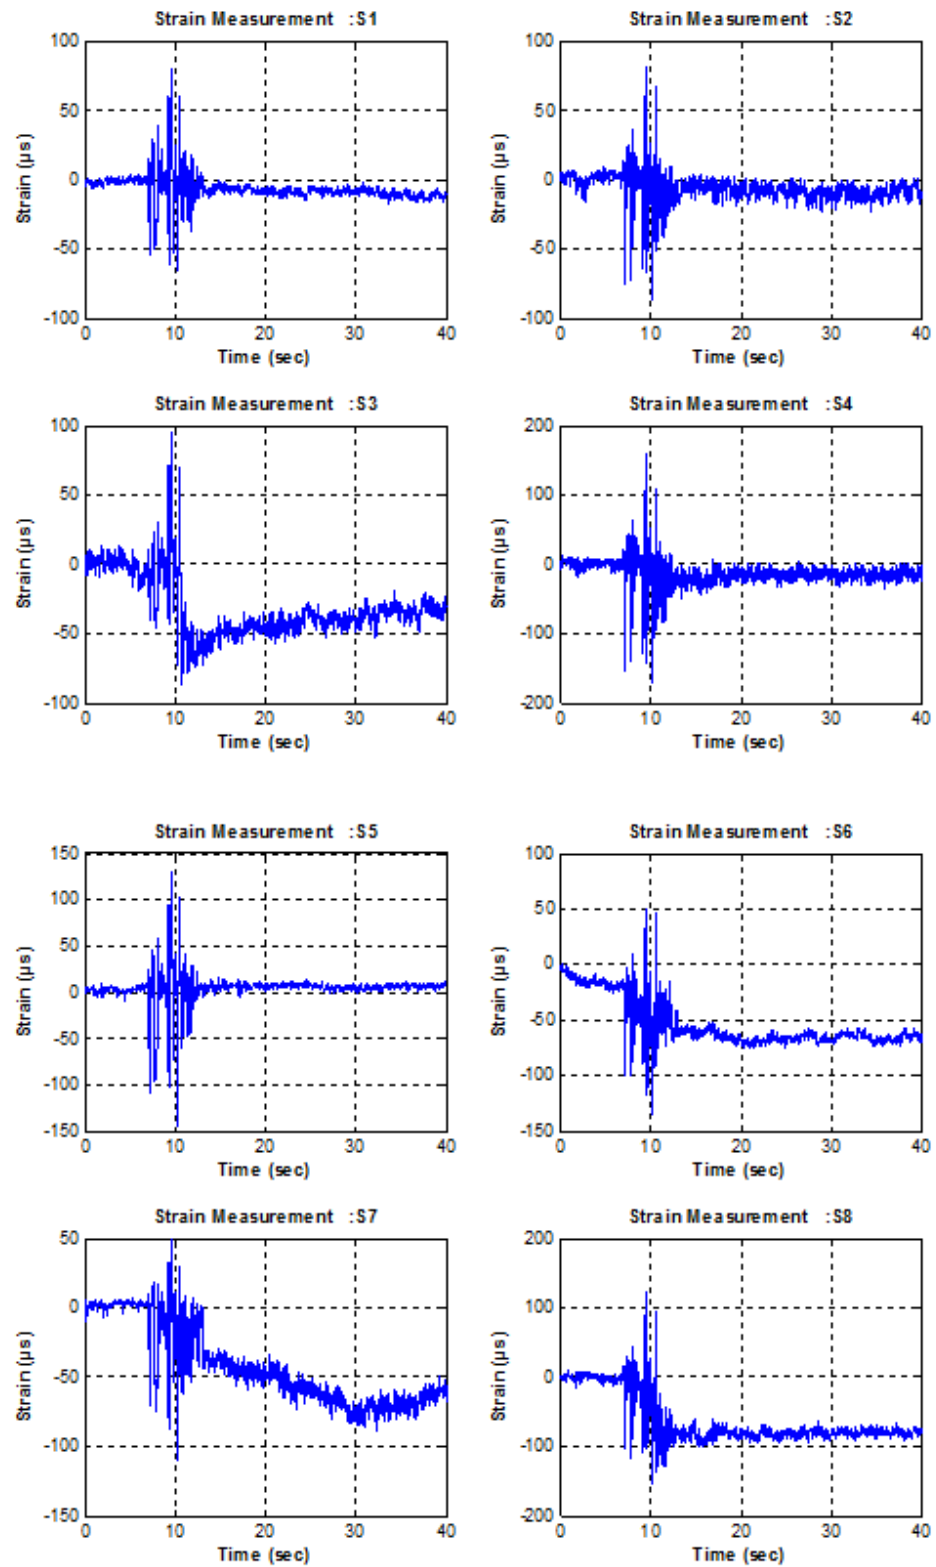 Strain Measurement :S1
Strain (µs)
100
50
0
-50
-100
0 10 20 30 40
Time (sec)
Strain Measurement :S2
Strain (µs)
100
50
0
-50
-100
0 10 20 30 40
Time (sec)
Strain Measurement :S3
Strain (µs)
100
50
0
-50
-100
0 10 20 30 40
Time (sec)
Strain Measurement :S4
Strain (µs)
200
100
0
-100
-200
0 10 20 30 40
Time (sec)
Strain Measurement :S5
Strain (µs)
150
100
50
0
-50
-100
-150
0 10 20 30 40
Time (sec)
Strain Measurement :S6
Strain (µs)
100
50
0
-50
-100
-150
0 10 20 30 40
Time (sec)
Strain Measurement :S7
Strain (µs)
50
0
-50
-100
-150
0 10 20 30 40
Time (sec)
Strain Measurement :S8
Strain (µs)
200
100
0
-100
-200
0 10 20 30 40
Time (sec)